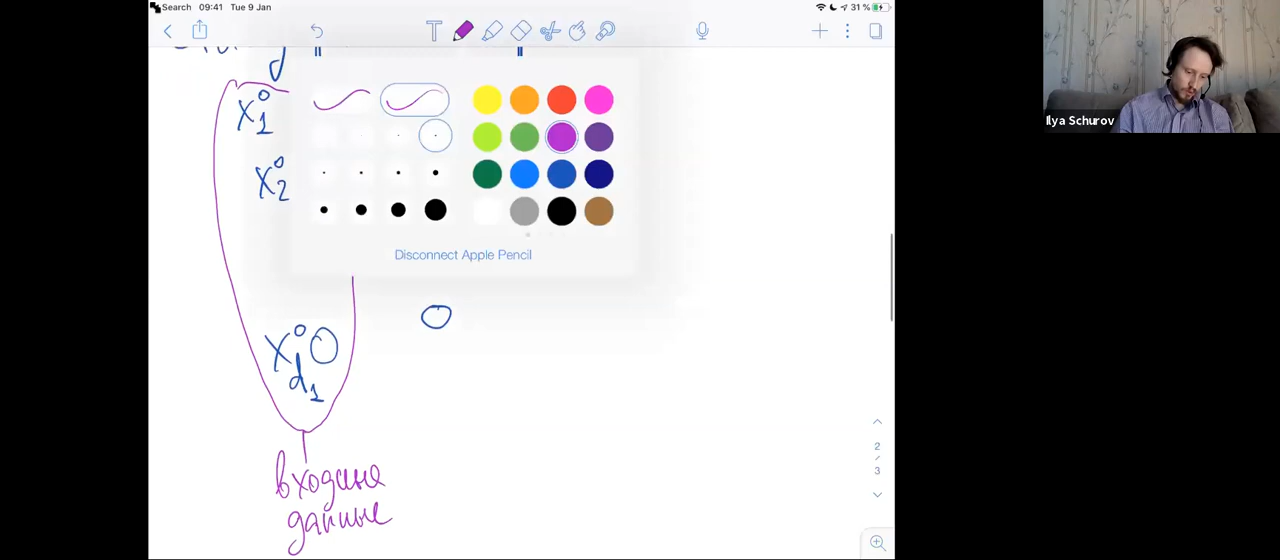 Search 09:41 Tue 9 Jan 31 %
T
Ilya Schurov
x₁⁰
x₂⁰
Disconnect Apple Pencil
x⁰d₁
2
/
3
входные
данные